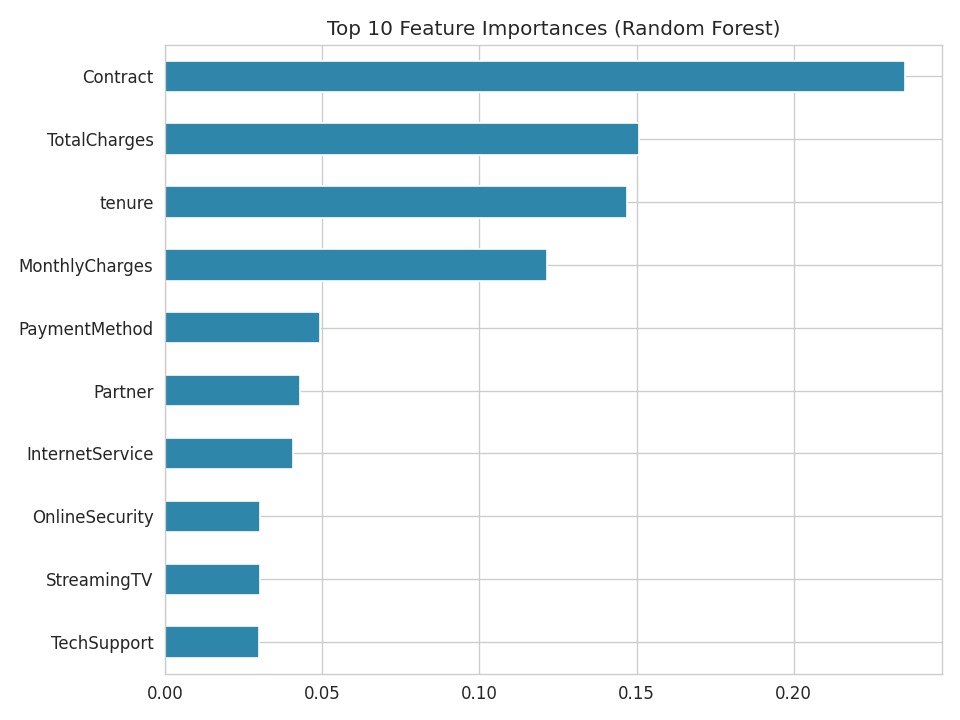 Top 10 Feature Importances (Random Forest)
Contract
TotalCharges
tenure
MonthlyCharges
PaymentMethod
Partner
InternetService
OnlineSecurity
StreamingTV
TechSupport
0.00 0.05 0.10 0.15 0.20